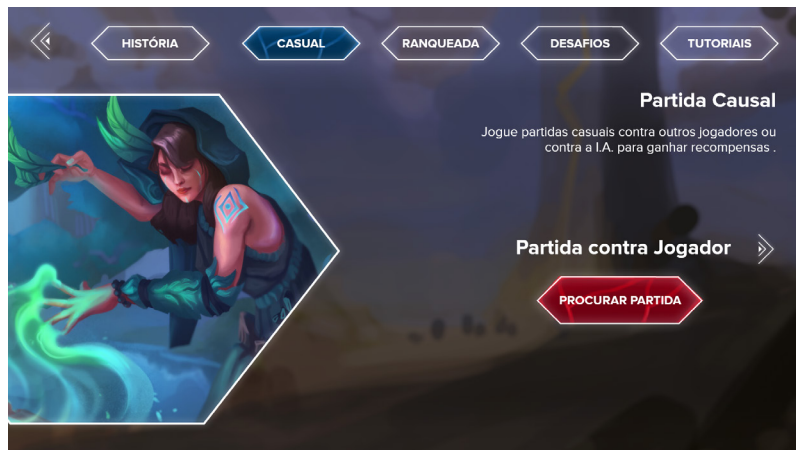 HISTÓRIA
CASUAL
RANQUEADA
DESAFIOS
TUTORIAIS
Partida Causal
Jogue partidas casuais contra outros jogadores ou
contra a I.A. para ganhar recompensas .
Partida contra Jogador
PROCURAR PARTIDA